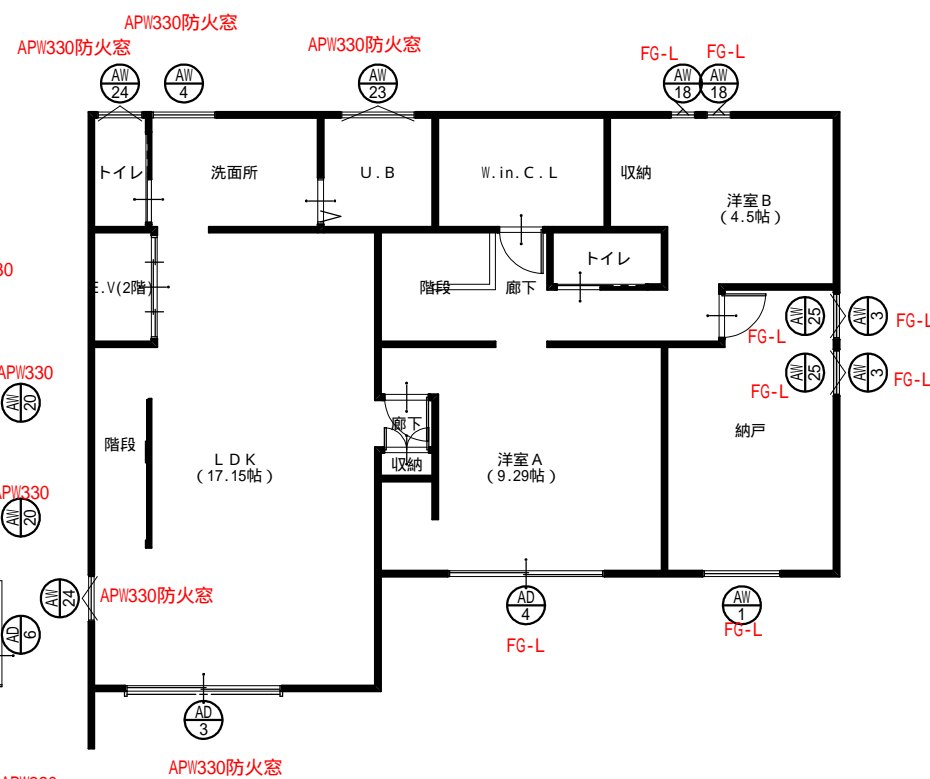 APW330防火窓
APW330防火窓
APW330防火窓
FG-L
FG-L
AW
24
AW
4
AW
23
AW
18
AW
18
トイレ
洗面所
U.B
W.in.C.L
収納
洋室B
(4.5帖)
E.V(2階)
階段
廊下
トイレ
30
AW
25
AW
3
FG-L
FG-L
APW330
AW
20
AW
25
AW
3
FG-L
FG-L
階段
廊下
収納
LDK
(17.15帖)
洋室A
(9.29帖)
納戸
APW330
AW
20
AW
24
APW330防火窓
AD
6
AD
4
FG-L
AW
1
FG-L
AD
3
APW330防火窓
APW330